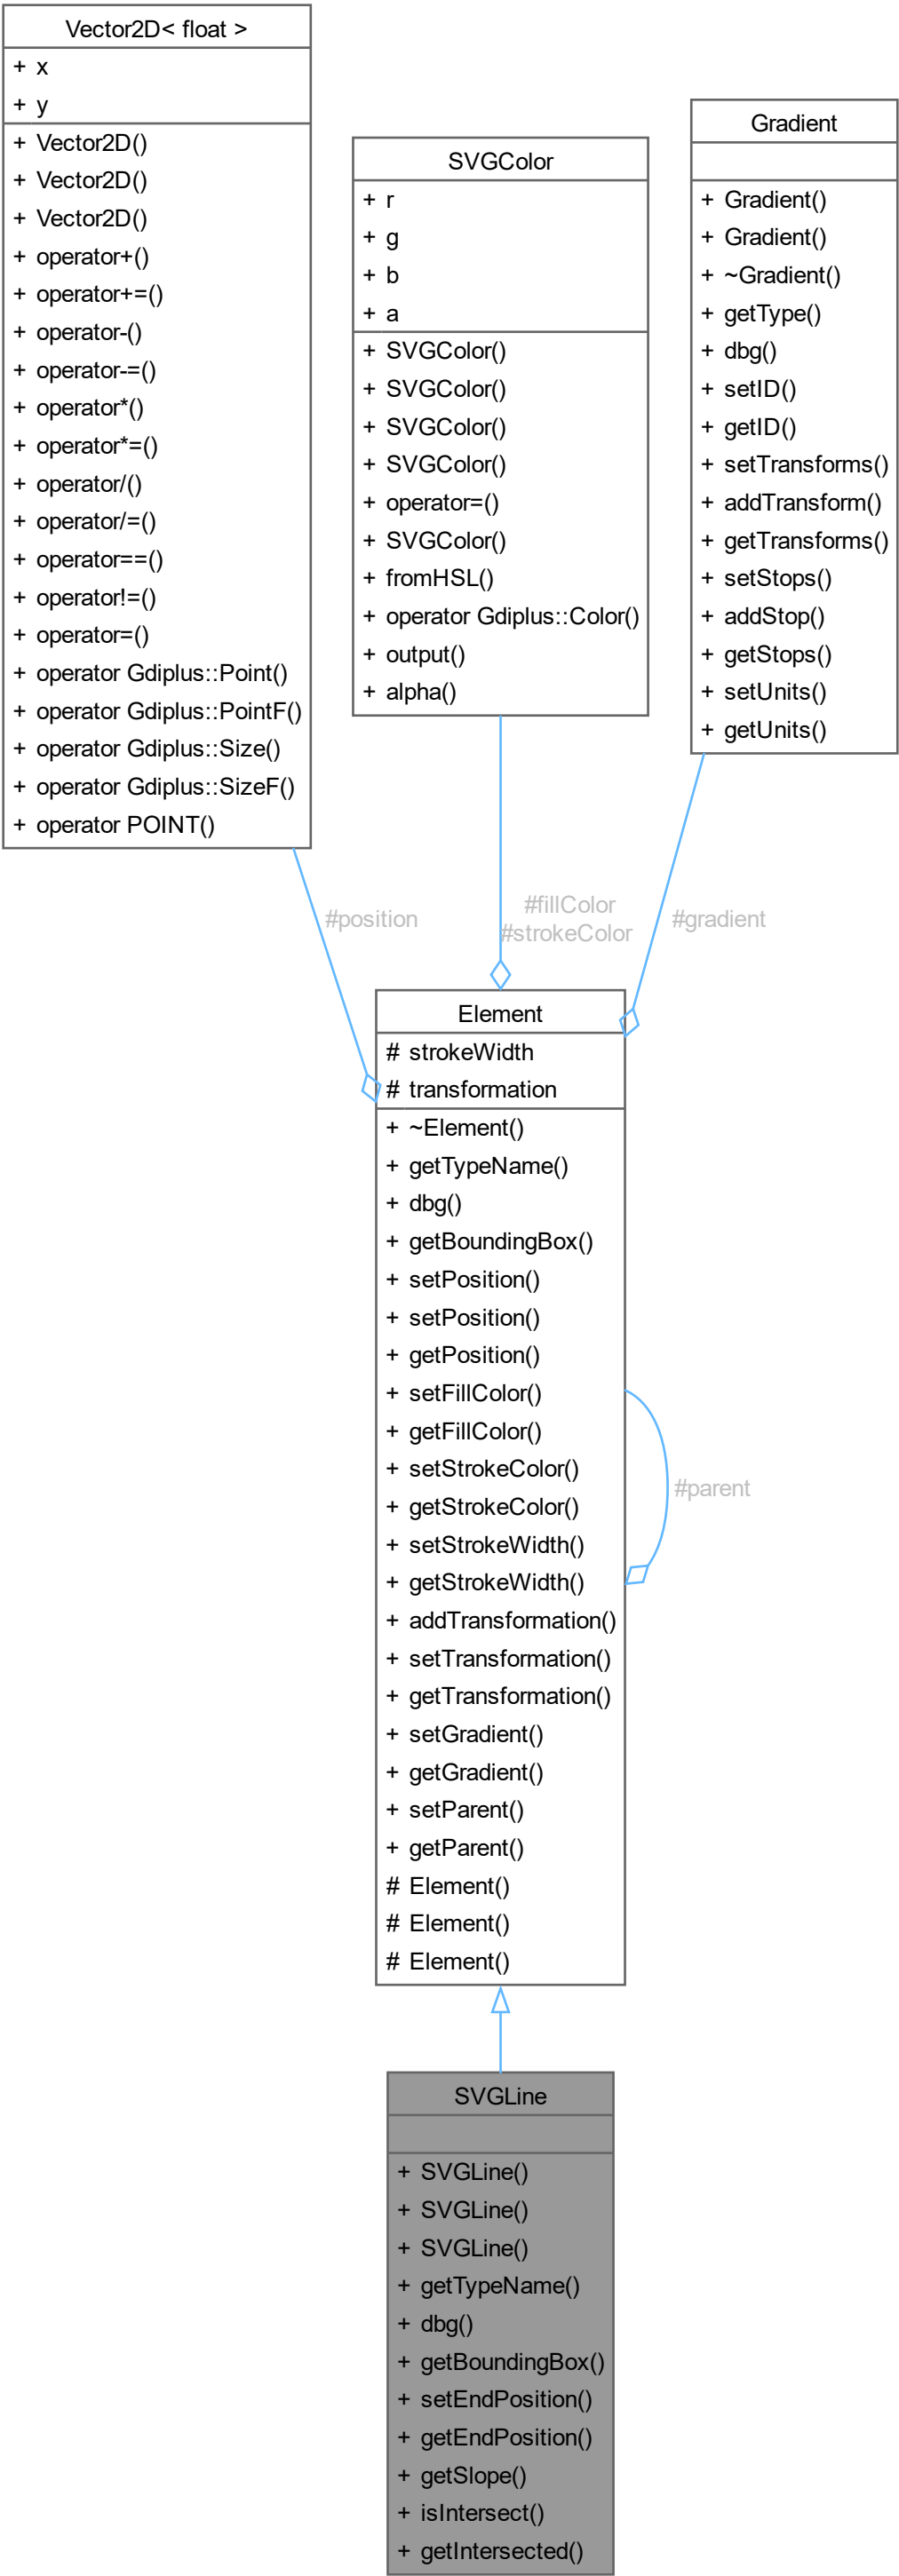 Vector2D< float >
+ x
+ y
+ Vector2D()
+ Vector2D()
+ Vector2D()
+ operator+()
+ operator+=()
+ operator-()
+ operator-=()
+ operator*()
+ operator*=()
+ operator/()
+ operator/=()
+ operator==()
+ operator!=()
+ operator=()
+ operator Gdiplus::Point()
+ operator Gdiplus::PointF()
+ operator Gdiplus::Size()
+ operator Gdiplus::SizeF()
+ operator POINT()
SVGColor
+ r
+ g
+ b
+ a
+ SVGColor()
+ SVGColor()
+ SVGColor()
+ SVGColor()
+ operator=()
+ SVGColor()
+ fromHSL()
+ operator Gdiplus::Color()
+ output()
+ alpha()
Gradient
+ Gradient()
+ Gradient()
+ ~Gradient()
+ getType()
+ dbg()
+ setID()
+ getID()
+ setTransforms()
+ addTransform()
+ getTransforms()
+ setStops()
+ addStop()
+ getStops()
+ setUnits()
+ getUnits()
#position
#fillColor
#strokeColor
#gradient
Element
# strokeWidth
# transformation
+ ~Element()
+ getTypeName()
+ dbg()
+ getBoundingBox()
+ setPosition()
+ setPosition()
+ getPosition()
+ setFillColor()
+ getFillColor()
+ setStrokeColor()
+ getStrokeColor()
+ setStrokeWidth()
+ getStrokeWidth()
+ addTransformation()
+ setTransformation()
+ getTransformation()
+ setGradient()
+ getGradient()
+ setParent()
+ getParent()
# Element()
# Element()
# Element()
#parent
SVGLine
+ SVGLine()
+ SVGLine()
+ SVGLine()
+ getTypeName()
+ dbg()
+ getBoundingBox()
+ setEndPosition()
+ getEndPosition()
+ getSlope()
+ isIntersect()
+ getIntersected()